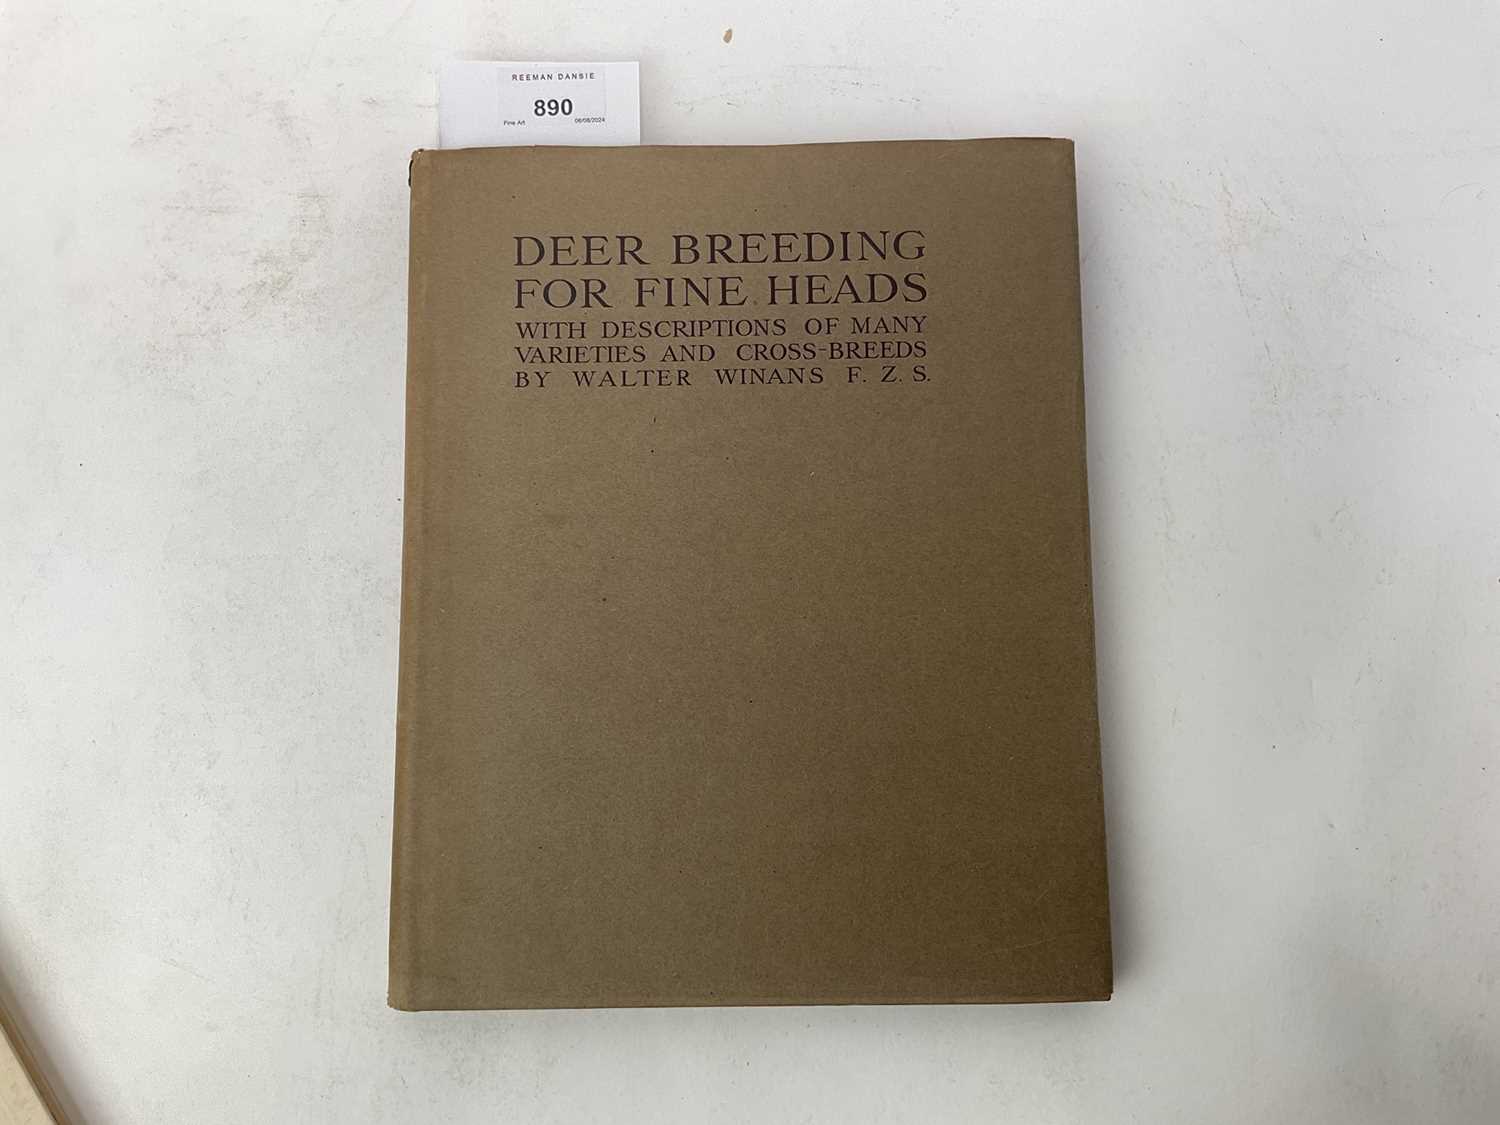 REEMAN DANSIE
890
Fine Art 06/08/2024
DEER BREEDING
FOR FINE HEADS
WITH DESCRIPTIONS OF MANY
VARIETIES AND CROSS-BREEDS
BY WALTER WINANS F. Z. S.